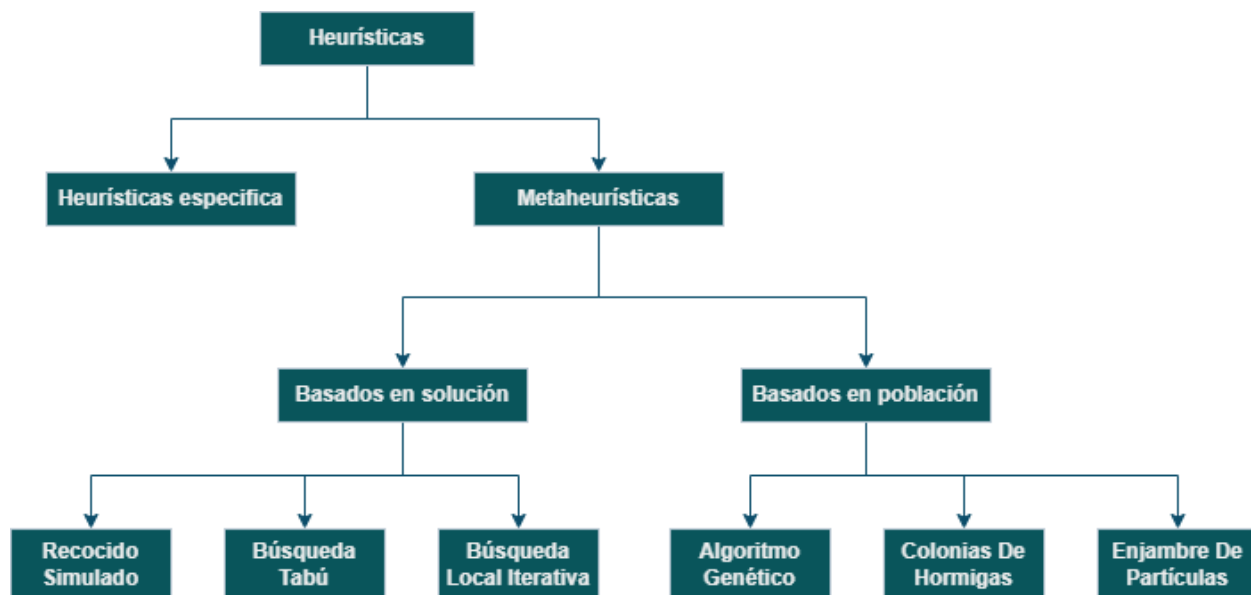 Heurísticas
Heurísticas especifica
Metaheurísticas
Basados en solución
Basados en población
Recocido
Simulado
Búsqueda
Tabú
Búsqueda
Local Iterativa
Algoritmo
Genético
Colonias De
Hormigas
Enjambre De
Partículas